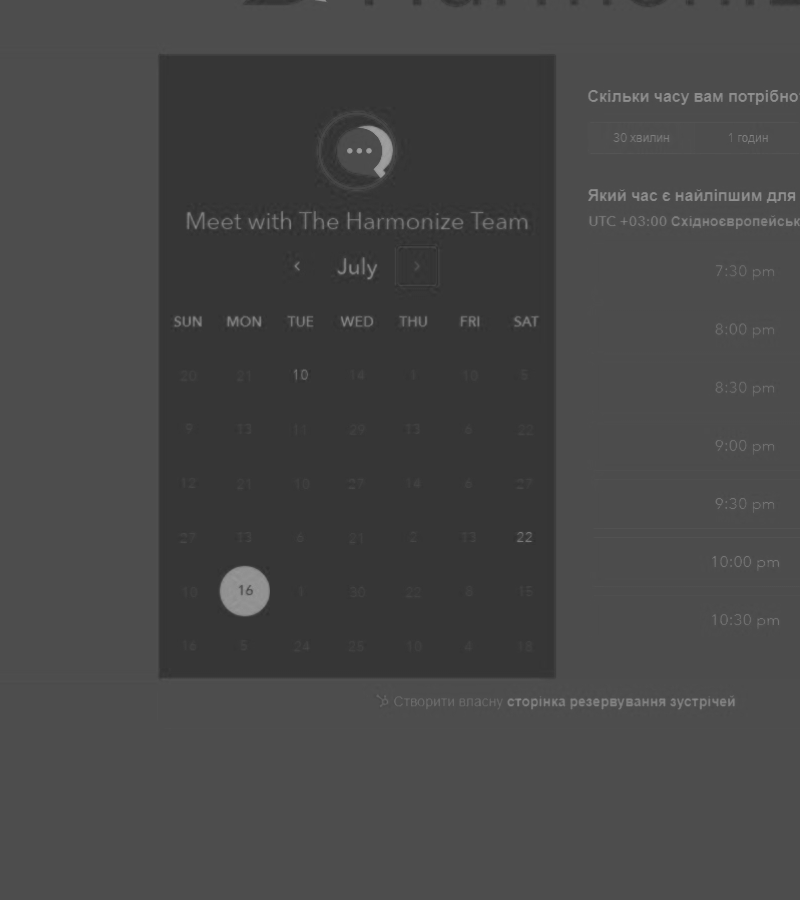 Meet with The Harmonize Team
July
SUN MON TUE WED THU FRI SAT
20 21 10 14 1 10 5
9 13 11 29 13 6 22
12 21 10 27 14 6 27
27 13 6 21 2 13 22
10 16 1 30 22 8 15
16 5 24 25 10 4 18
Скільки часу вам потрібно
30 хвилин 1 годин
Який час є найліпшим для
UTC +03:00
7:30 pm
8:00 pm
8:30 pm
9:00 pm
9:30 pm
10:00 pm
10:30 pm
Створити власну сторінка резервування зустрічей